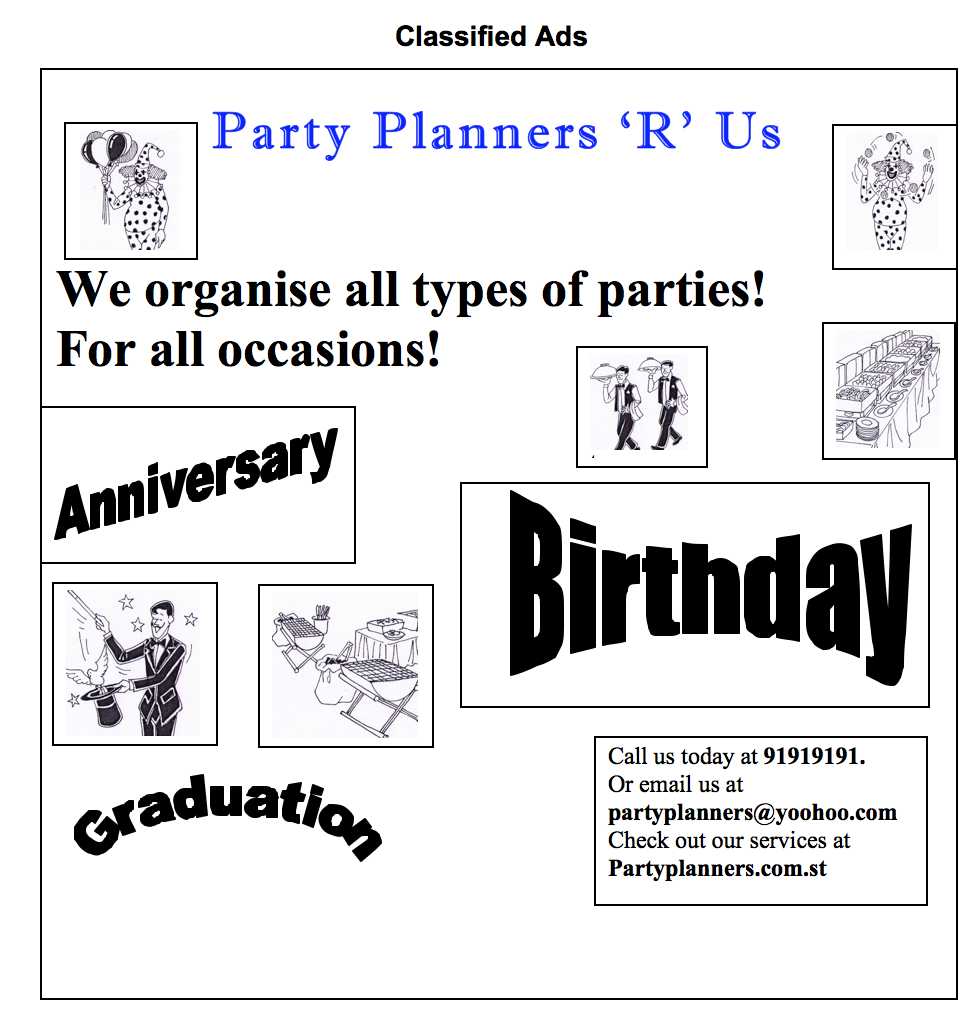 Classified Ads
Party Planners ‘R’ Us
We organise all types of parties!
For all occasions!
Anniversary
Birthday
Graduation
Call us today at 91919191.
Or email us at
partyplanners@yoohoo.com
Check out our services at
Partyplanners.com.st